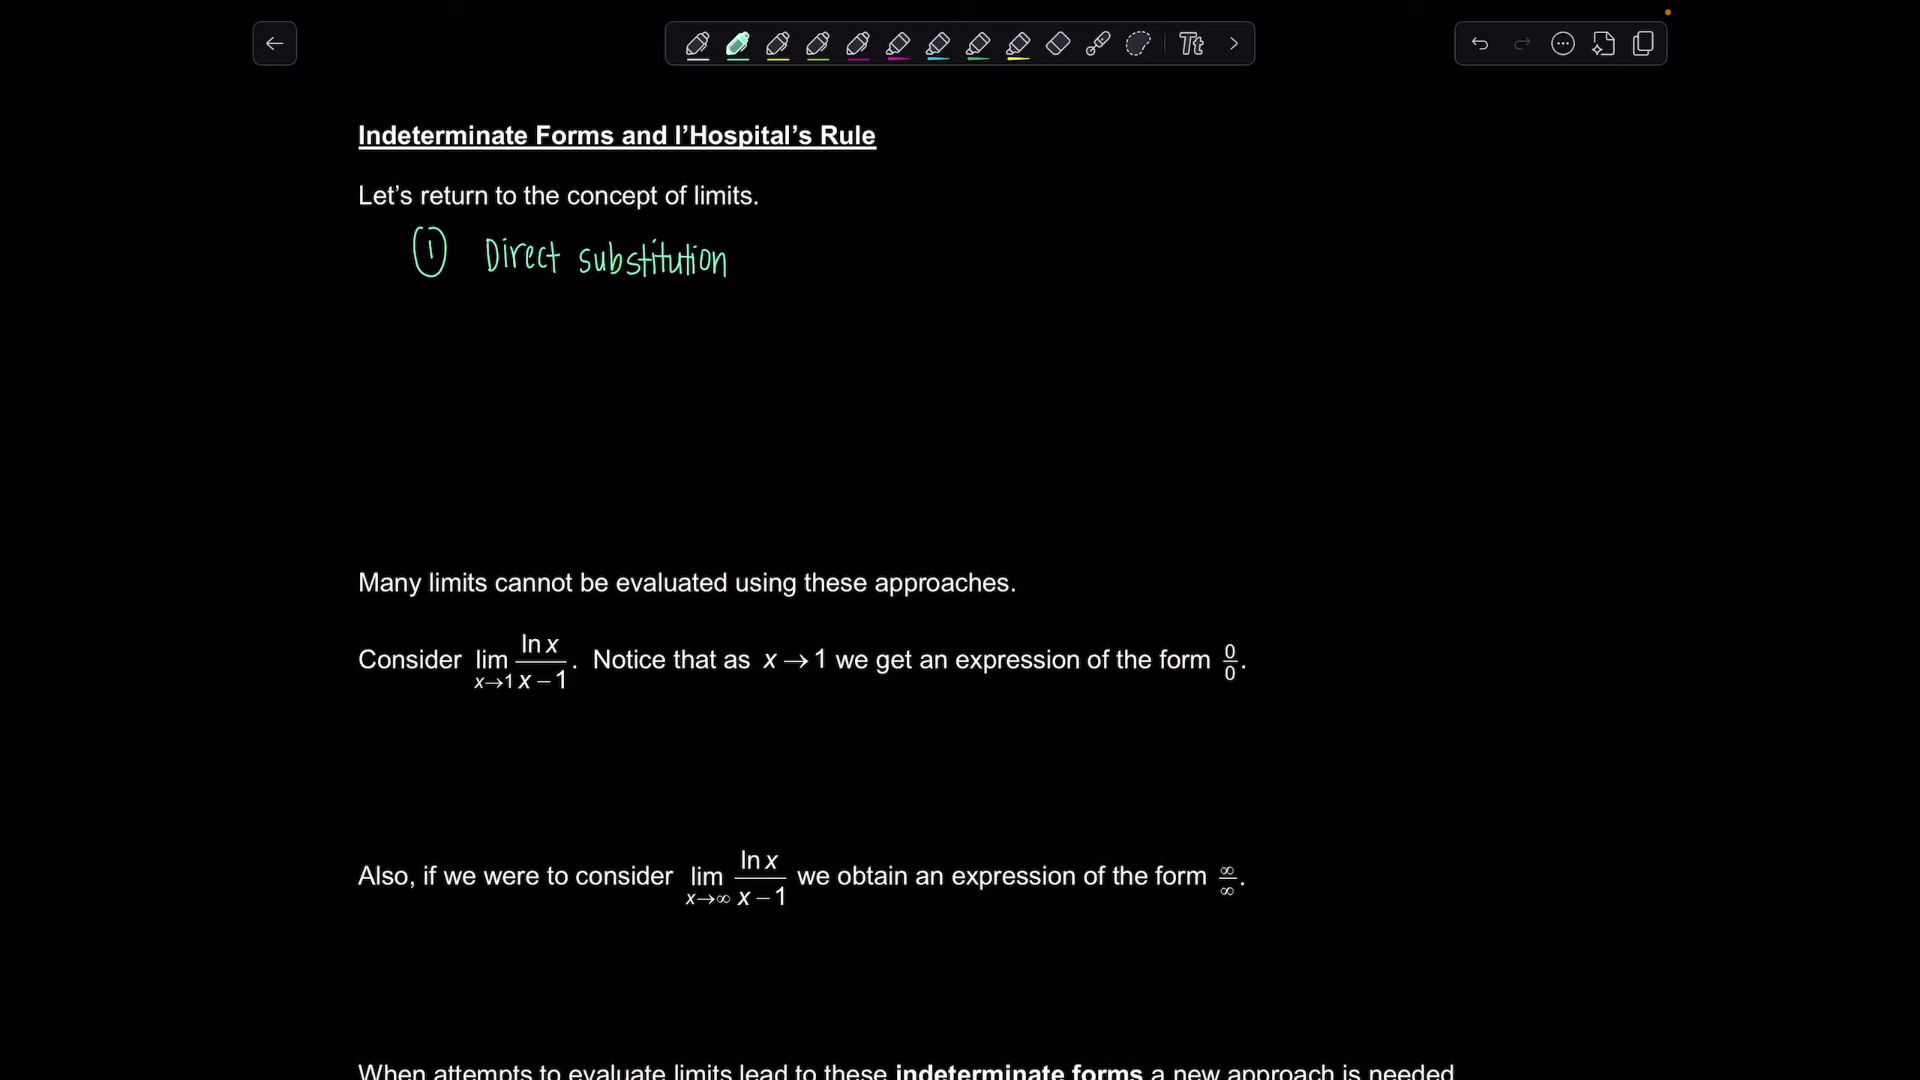 Tt
Indeterminate Forms and l’Hospital’s Rule
Let’s return to the concept of limits.
① Direct substitution
Many limits cannot be evaluated using these approaches.
Consider lim x→1 ln x / x − 1 . Notice that as x → 1 we get an expression of the form 0/0.
Also, if we were to consider lim x→∞ ln x / x − 1 we obtain an expression of the form ∞/∞.
When attempts to evaluate limits lead to these indeterminate forms a new approach is needed